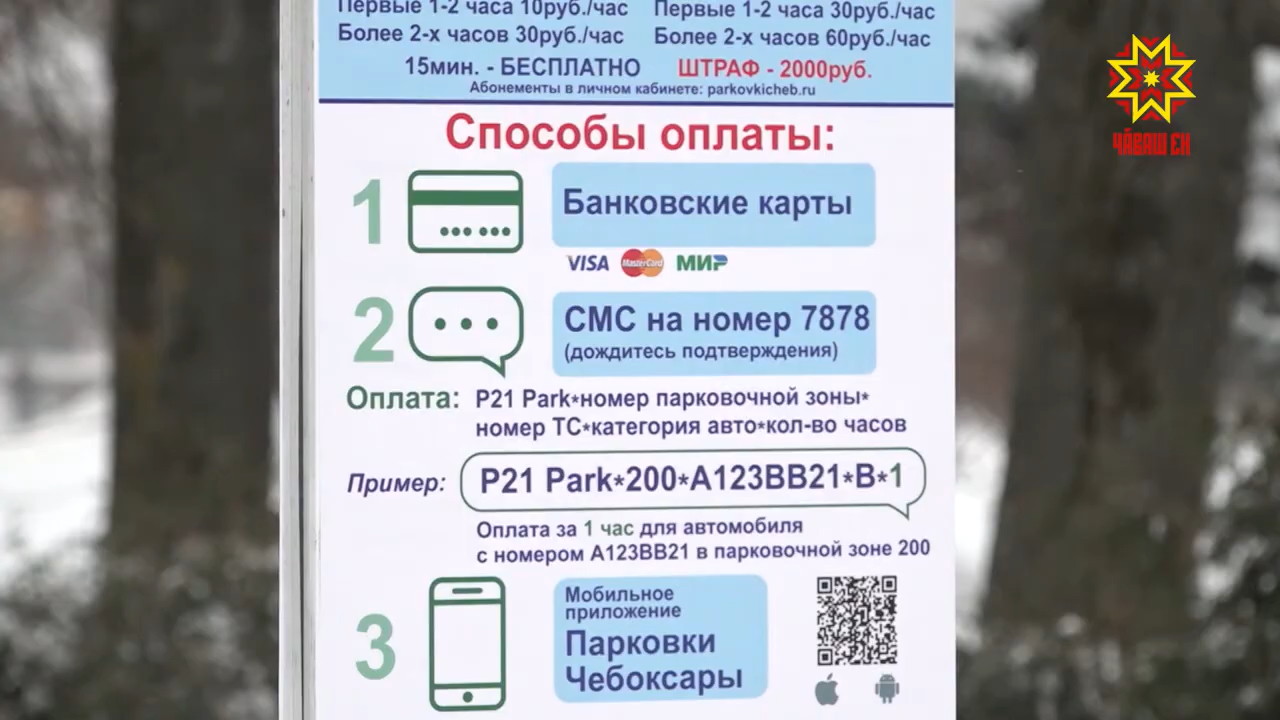 Первые 1-2 часа 10руб./час
Первые 1-2 часа 30руб./час
Более 2-х часов 30руб./час
Более 2-х часов 60руб./час
15мин. - БЕСПЛАТНО
ШТРАФ - 2000руб.
Абонементы в личном кабинете: parkovkicheb.ru
Способы оплаты:
1
Банковские карты
VISA MasterCard МИР
2
СМС на номер 7878
(дождитесь подтверждения)
Оплата: P21 Park*номер парковочной зоны*
номер ТС*категория авто*кол-во часов
Пример: P21 Park*200*А123ВВ21*В*1
Оплата за 1 час для автомобиля
с номером А123ВВ21 в парковочной зоне 200
3
Мобильное
приложение
Парковки
Чебоксары
ЧӐВАШ ЕН